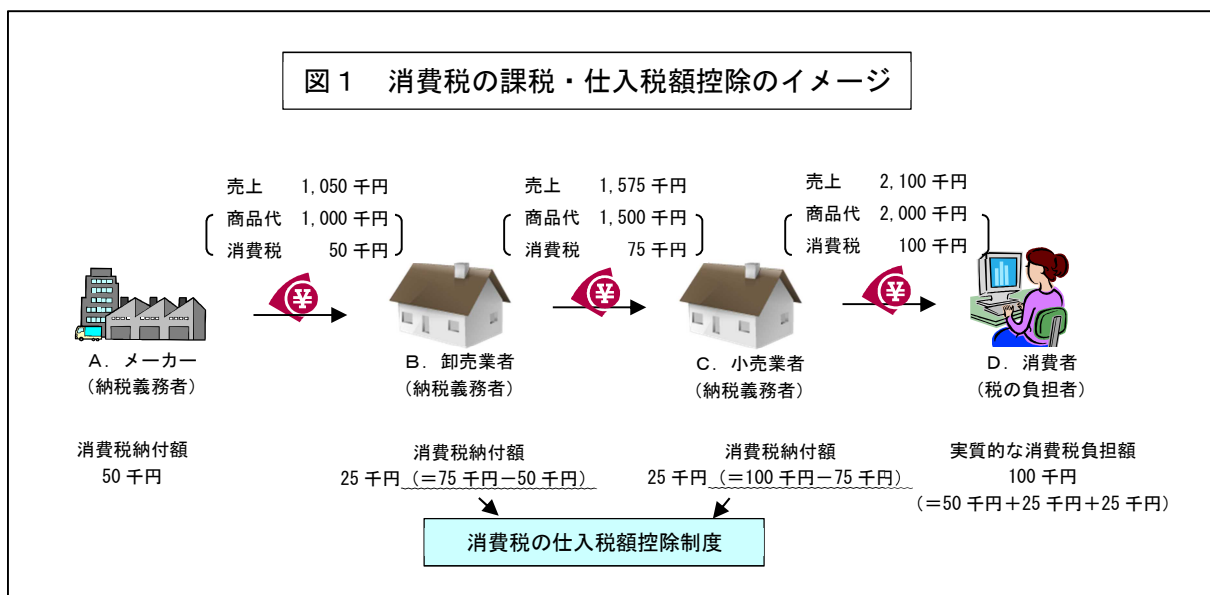 図１　消費税の課税・仕入税額控除のイメージ
売上　1,050 千円
商品代　1,000 千円
消費税　50 千円
売上　1,575 千円
商品代　1,500 千円
消費税　75 千円
売上　2,100 千円
商品代　2,000 千円
消費税　100 千円
¥
¥
¥
Ａ．メーカー
（納税義務者）
Ｂ．卸売業者
（納税義務者）
Ｃ．小売業者
（納税義務者）
Ｄ．消費者
（税の負担者）
消費税納付額
50 千円
消費税納付額
25 千円（＝75 千円－50 千円）
消費税納付額
25 千円（＝100 千円－75 千円）
実質的な消費税負担額
100 千円
（＝50 千円＋25 千円＋25 千円）
消費税の仕入税額控除制度